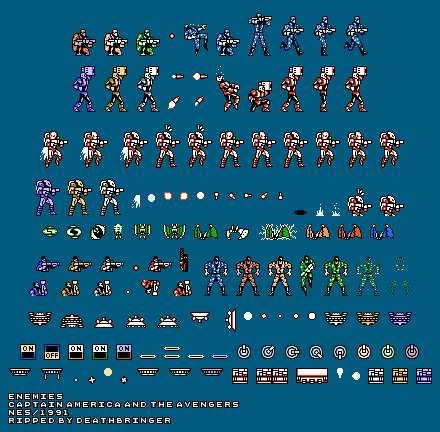 ON ON ON ON
OFF
ENEMIES
CAPTAIN AMERICA AND THE AVENGERS
NES/1991
RIPPED BY DEATHBRINGER